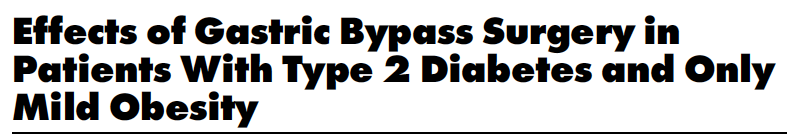 Effects of Gastric Bypass Surgery in
Patients With Type 2 Diabetes and Only
Mild Obesity